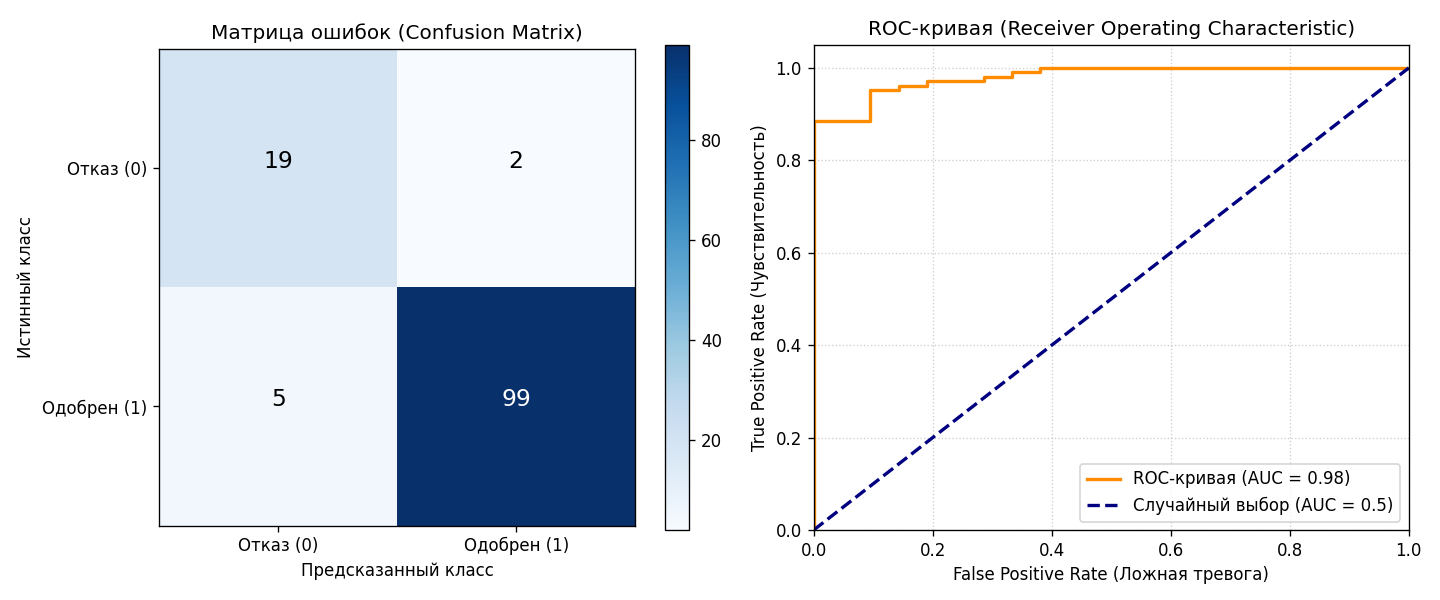 Матрица ошибок (Confusion Matrix)
Истинный класс
Отказ (0)
Одобрен (1)
19
2
5
99
Отказ (0)
Одобрен (1)
Предсказанный класс
80
60
40
20
ROC-кривая (Receiver Operating Characteristic)
True Positive Rate (Чувствительность)
1.0
0.8
0.6
0.4
0.2
0.0
ROC-кривая (AUC = 0.98)
Случайный выбор (AUC = 0.5)
0.0
0.2
0.4
0.6
0.8
1.0
False Positive Rate (Ложная тревога)